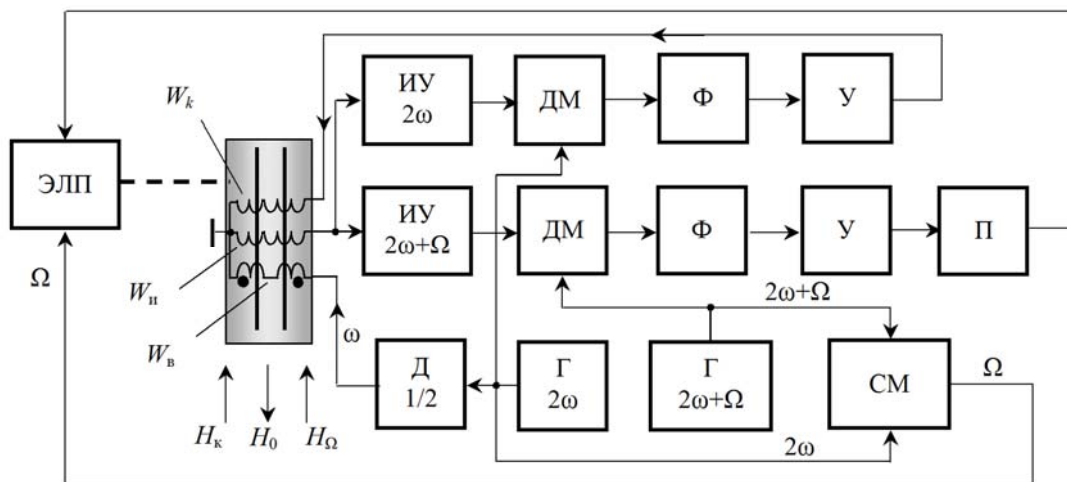 W_k
ИУ
2ω
ДМ
Ф
У
ЭЛП
ИУ
2ω+Ω
ДМ
Ф
У
П
Ω
W_и
W_в
ω
2ω+Ω
Д
1/2
Г
2ω
Г
2ω+Ω
СМ
Ω
H_к
H_0
H_Ω
2ω